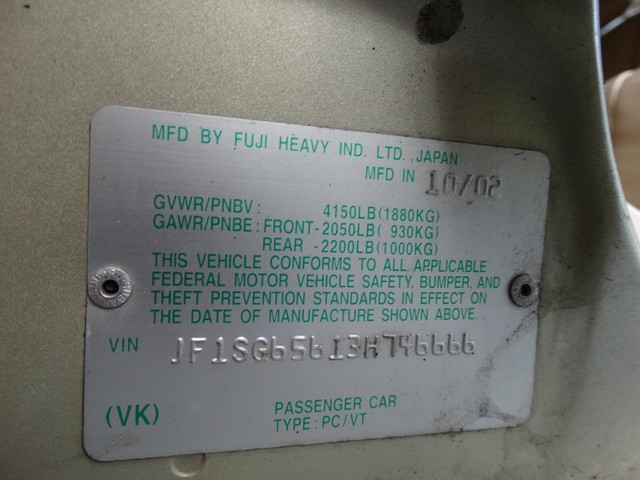 MFD BY FUJI HEAVY IND. LTD. JAPAN
MFD IN 10/02
GVWR/PNBV: 4150LB(1880KG)
GAWR/PNBE: FRONT-2050LB( 930KG)
REAR -2200LB(1000KG)
THIS VEHICLE CONFORMS TO ALL APPLICABLE
FEDERAL MOTOR VEHICLE SAFETY, BUMPER, AND
THEFT PREVENTION STANDARDS IN EFFECT ON
THE DATE OF MANUFACTURE SHOWN ABOVE.
VIN JF1SG65613H746666
(VK) PASSENGER CAR
TYPE: PC/VT